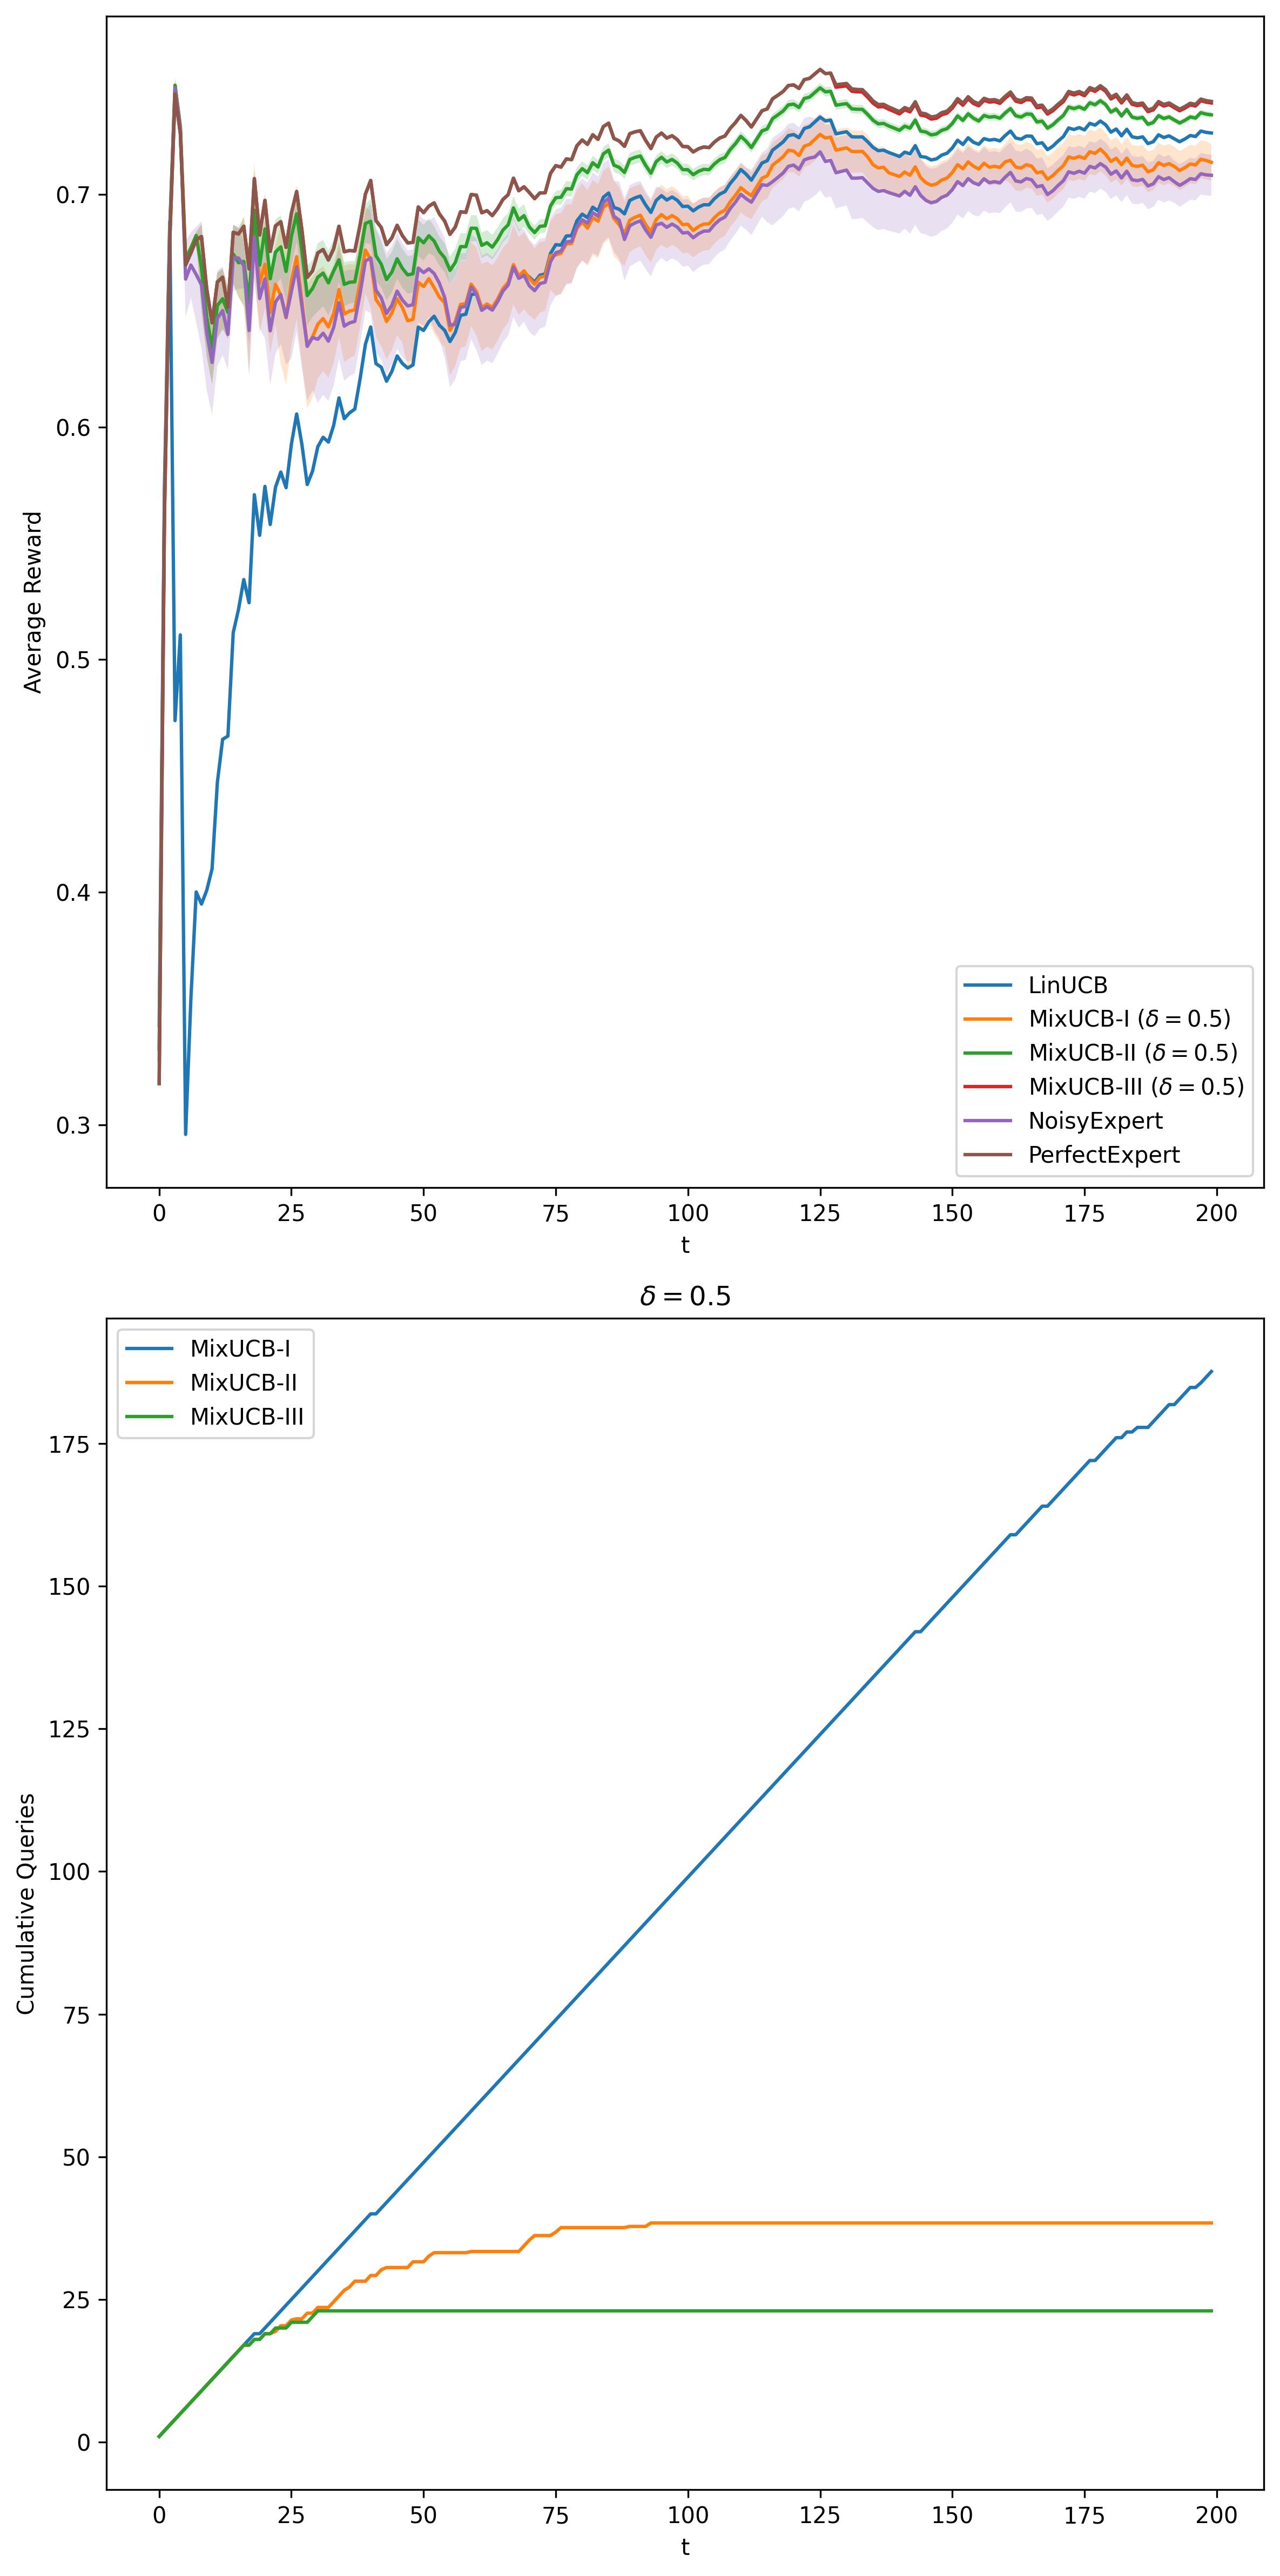 0.7
0.6
0.5
0.4
0.3
Average Reward
LinUCB
MixUCB-I (δ = 0.5)
MixUCB-II (δ = 0.5)
MixUCB-III (δ = 0.5)
NoisyExpert
PerfectExpert
0 25 50 75 100 125 150 175 200
t
δ = 0.5
MixUCB-I
MixUCB-II
MixUCB-III
175
150
125
100
75
50
25
0
Cumulative Queries
0 25 50 75 100 125 150 175 200
t